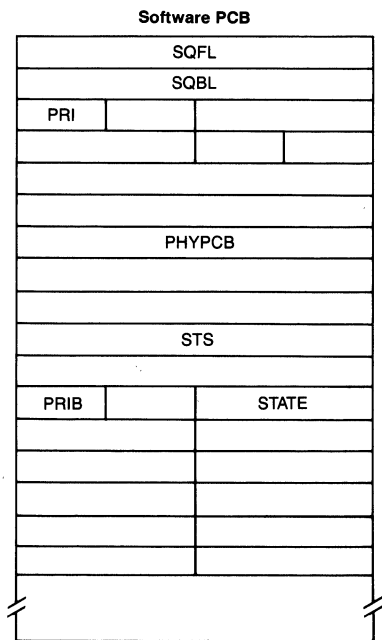 Software PCB
SQFL
SQBL
PRI
PHYPCB
STS
PRIB STATE